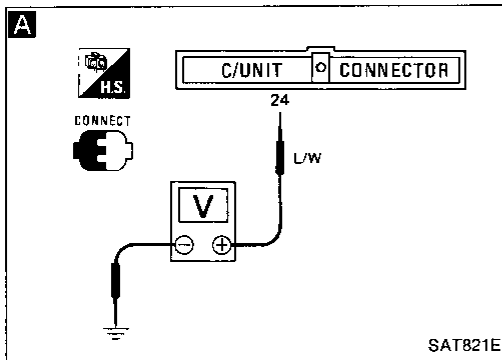 A
H.S.
CONNECT
C/UNIT CONNECTOR
24
L/W
V
− +
SAT821E